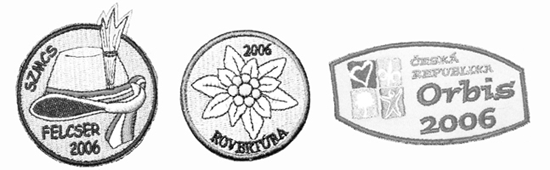 SZMCS
FELCSER
2006
2006
ROVERTÚRA
ČESKÁ
REPUBLIKA
Orbis
2006